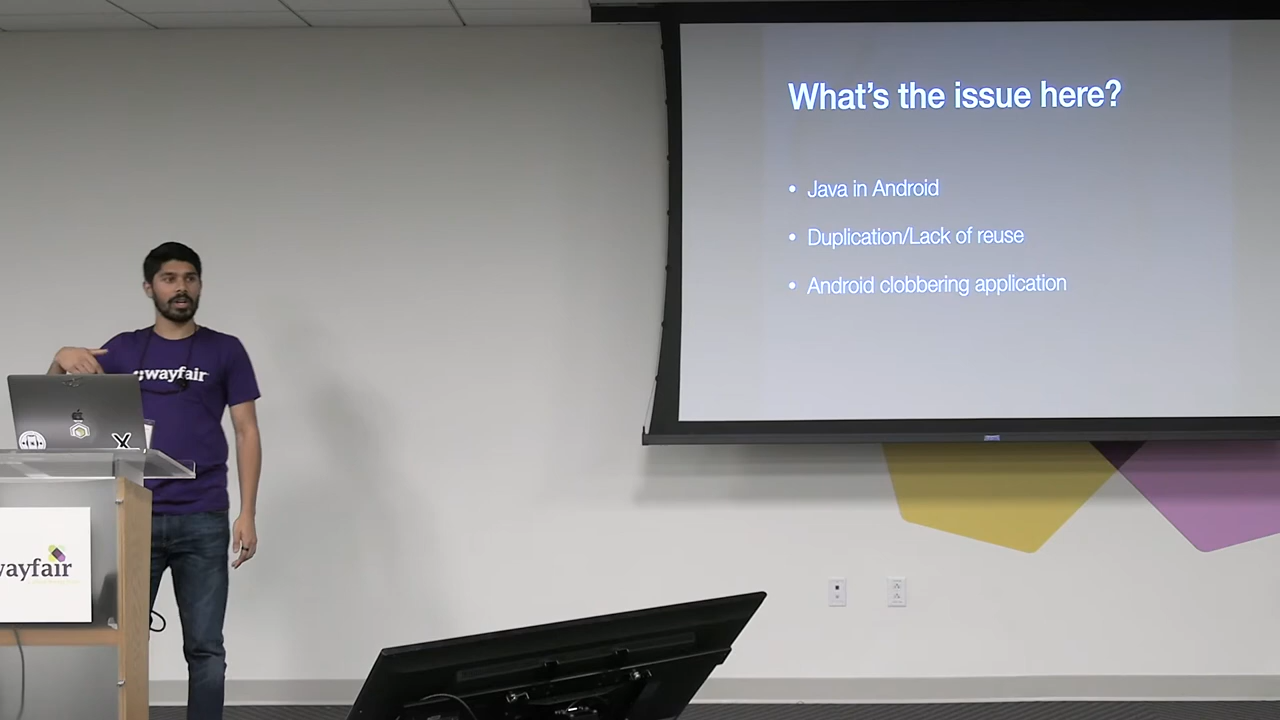 What's the issue here?
• Java in Android
• Duplication/Lack of reuse
• Android clobbering application
wayfair
X
wayfair